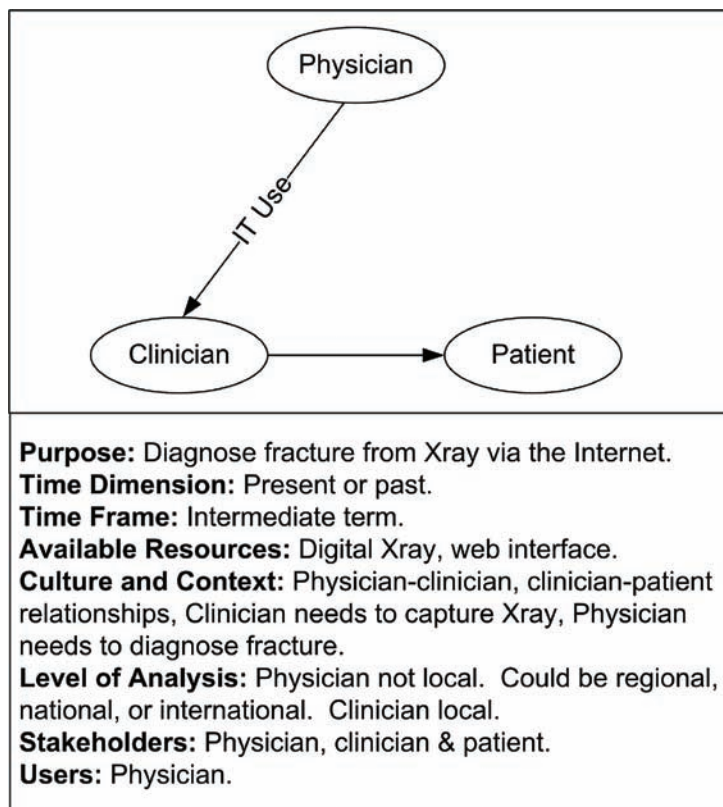 Physician
IT Use
Clinician
Patient
Purpose: Diagnose fracture from Xray via the Internet.
Time Dimension: Present or past.
Time Frame: Intermediate term.
Available Resources: Digital Xray, web interface.
Culture and Context: Physician-clinician, clinician-patient
relationships, Clinician needs to capture Xray, Physician
needs to diagnose fracture.
Level of Analysis: Physician not local.  Could be regional,
national, or international.  Clinician local.
Stakeholders: Physician, clinician & patient.
Users: Physician.